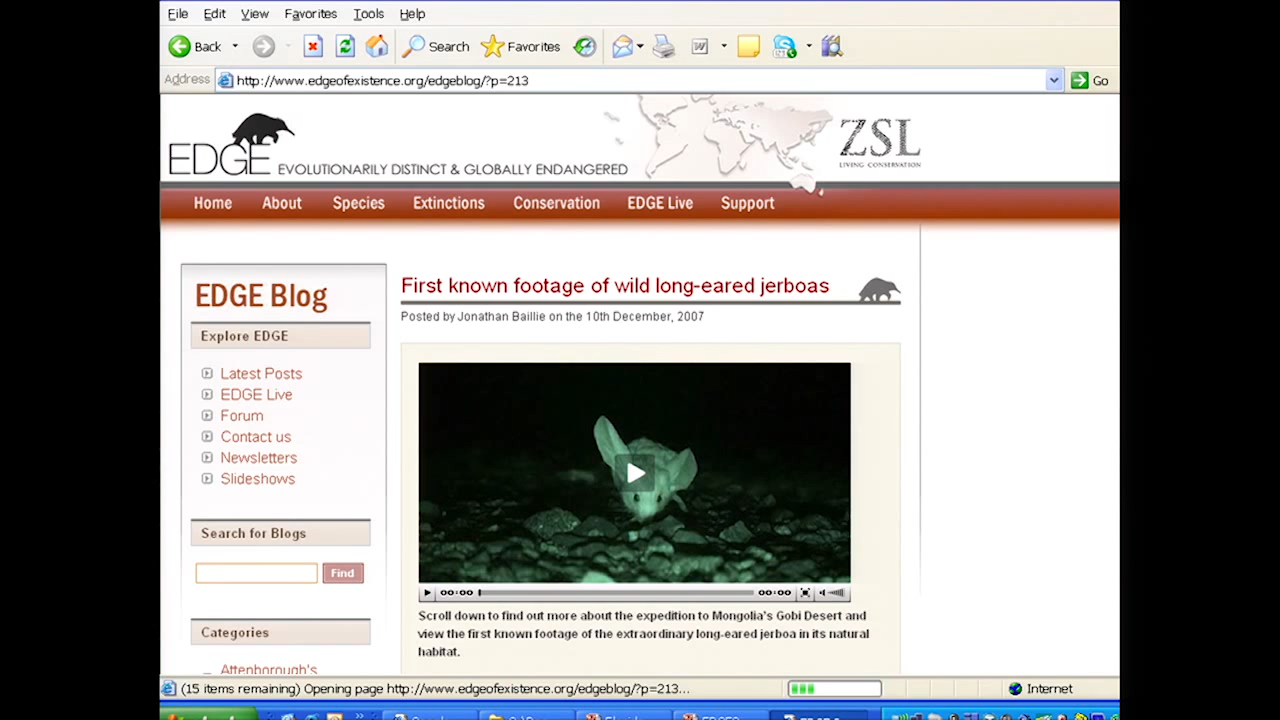 File Edit View Favorites Tools Help
Back Search Favorites
Address http://www.edgeofexistence.org/edgeblog/?p=213 Go
EDGE EVOLUTIONARILY DISTINCT & GLOBALLY ENDANGERED
ZSL
LIVING CONSERVATION
Home About Species Extinctions Conservation EDGE Live Support
EDGE Blog
Explore EDGE
Latest Posts
EDGE Live
Forum
Contact us
Newsletters
Slideshows
Search for Blogs
Find
Categories
Attenborough's
First known footage of wild long-eared jerboas
Posted by Jonathan Baillie on the 10th December, 2007
00:00 00:00
Scroll down to find out more about the expedition to Mongolia's Gobi Desert and
view the first known footage of the extraordinary long-eared jerboa in its natural
habitat.
(15 items remaining) Opening page http://www.edgeofexistence.org/edgeblog/?p=213... Internet